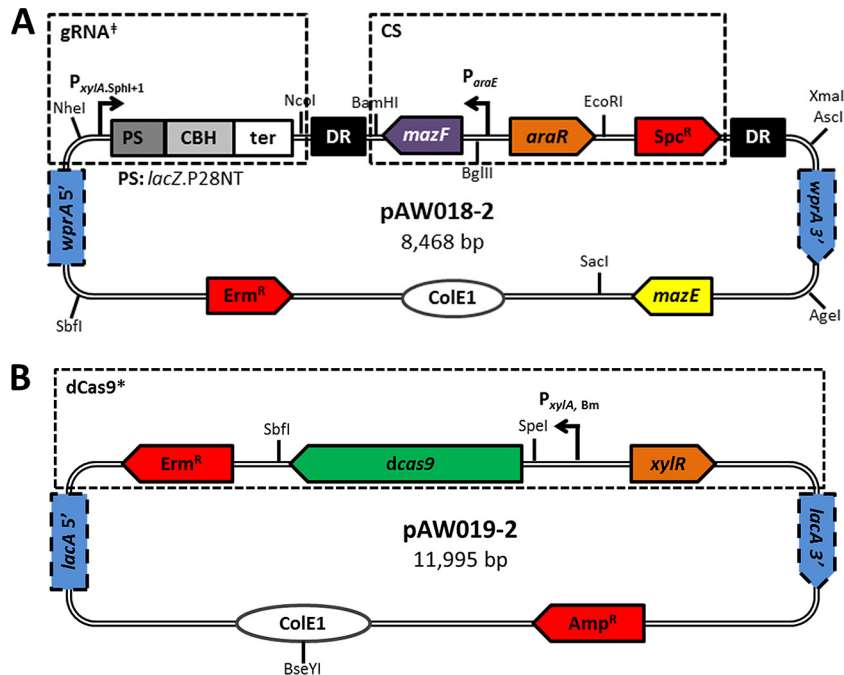 A
gRNA‡
CS
PxylA.SphI+1
ParaE
NheI
NcoI
BamHI
EcoRI
XmaI
AscI
PS
CBH
ter
DR
mazF
araR
SpcR
DR
BglII
PS: lacZ.P28NT
wprA 5'
pAW018-2
8,468 bp
wprA 3'
SacI
ErmR
ColE1
mazE
SbfI
AgeI
B
dCas9*
PxylA, Bm
SbfI
SpeI
ErmR
dcas9
xylR
lacA 5'
pAW019-2
11,995 bp
lacA 3'
ColE1
AmpR
BseYI